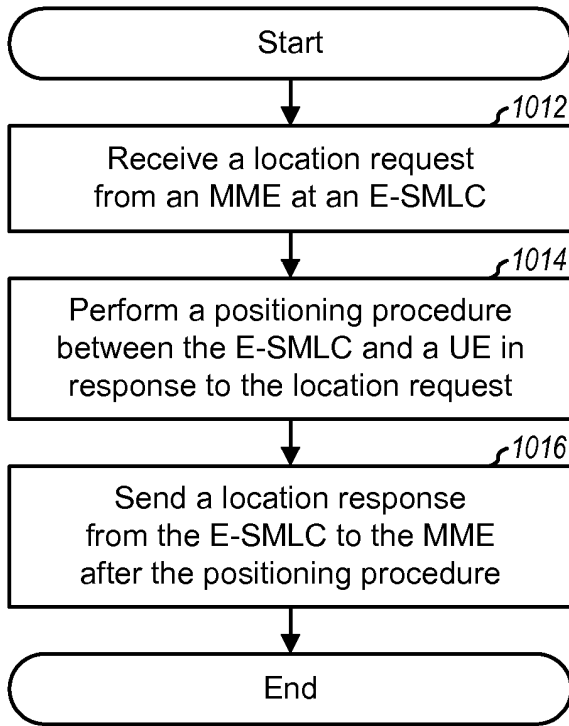 Start
1012
Receive a location request
from an MME at an E-SMLC
1014
Perform a positioning procedure
between the E-SMLC and a UE in
response to the location request
1016
Send a location response
from the E-SMLC to the MME
after the positioning procedure
End